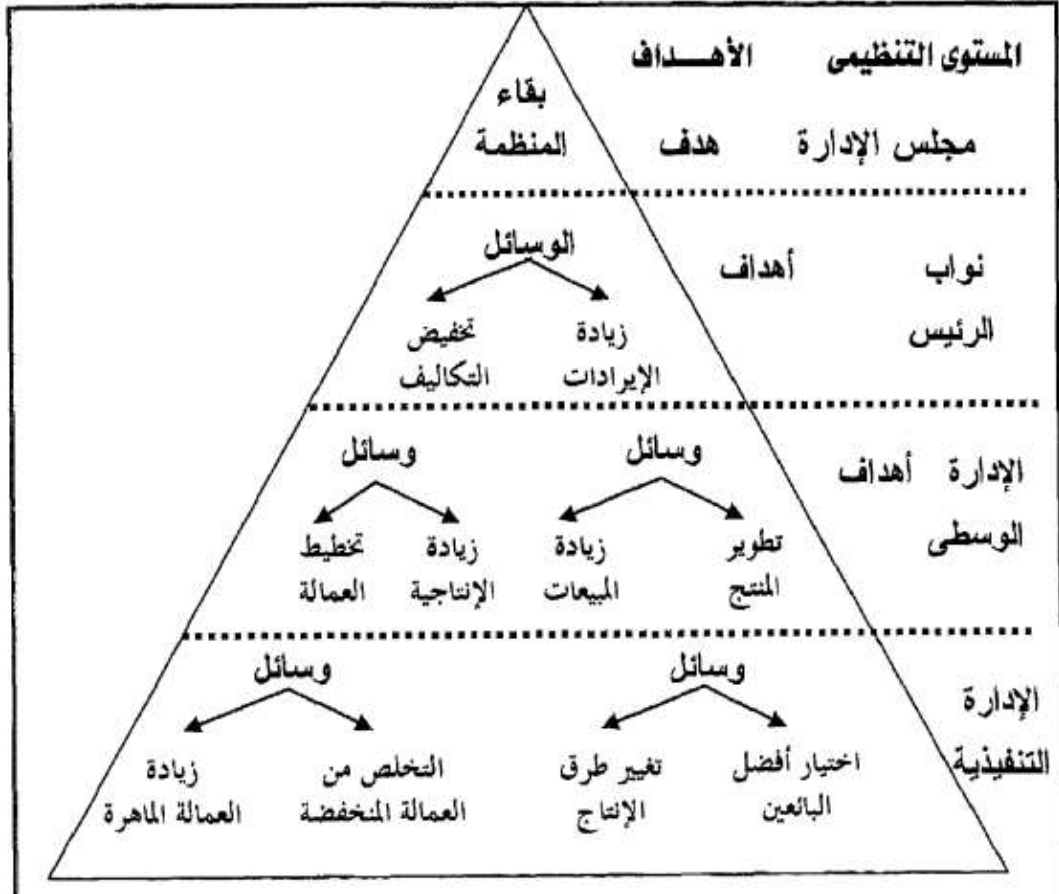 المستوى التنظيمى الأهــداف
بقاء
المنظمة
مجلس الإدارة هدف
نواب أهداف
الرئيس
الوسائل
زيادة تخفيض
الإيرادات التكاليف
الإدارة أهداف
الوسطى
وسائل وسائل
تطوير زيادة زيادة تخطيط
المنتج المبيعات الإنتاجية العمالة
الإدارة
التنفيذية
وسائل وسائل
اختيار أفضل تغيير طرق التخلص من زيادة
البائعين الإنتاج العمالة المنخفضة العمالة الماهرة